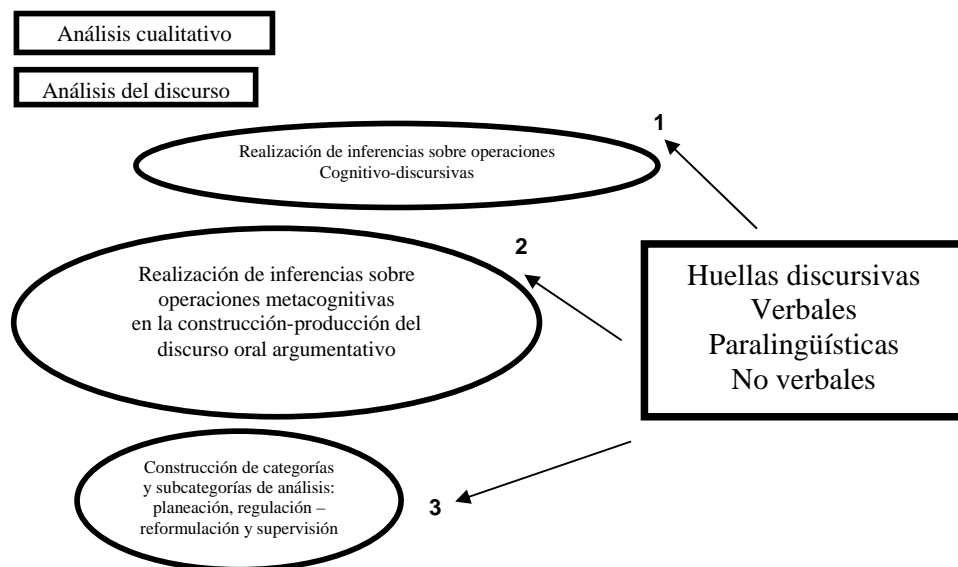 Análisis cualitativo
Análisis del discurso
1
Realización de inferencias sobre operaciones
Cognitivo-discursivas
2
Realización de inferencias sobre
operaciones metacognitivas
en la construcción-producción del
discurso oral argumentativo
Huellas discursivas
Verbales
Paralingüísticas
No verbales
Construcción de categorías
y subcategorías de análisis:
planeación, regulación –
reformulación y supervisión
3